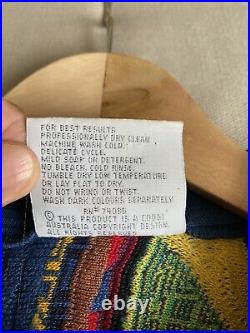 FOR BEST RESULTS
PROFESSIONALLY DRY CLEAN
MACHINE WASH COLD.
DELICATE CYCLE.
MILD SOAP OR DETERGENT.
NO BLEACH. COLD RINSE.
TUMBLE DRY LOW TEMPERATURE
OR LAY FLAT TO DRY.
DO NOT WRING OR TWIST.
WASH DARK COLOURS SEPARATELY
RN# 74086
© THIS PRODUCT IS A COOGI
AUSTRALIA COPYRIGHT DESIGN.
ALL RIGHTS RESERVED.